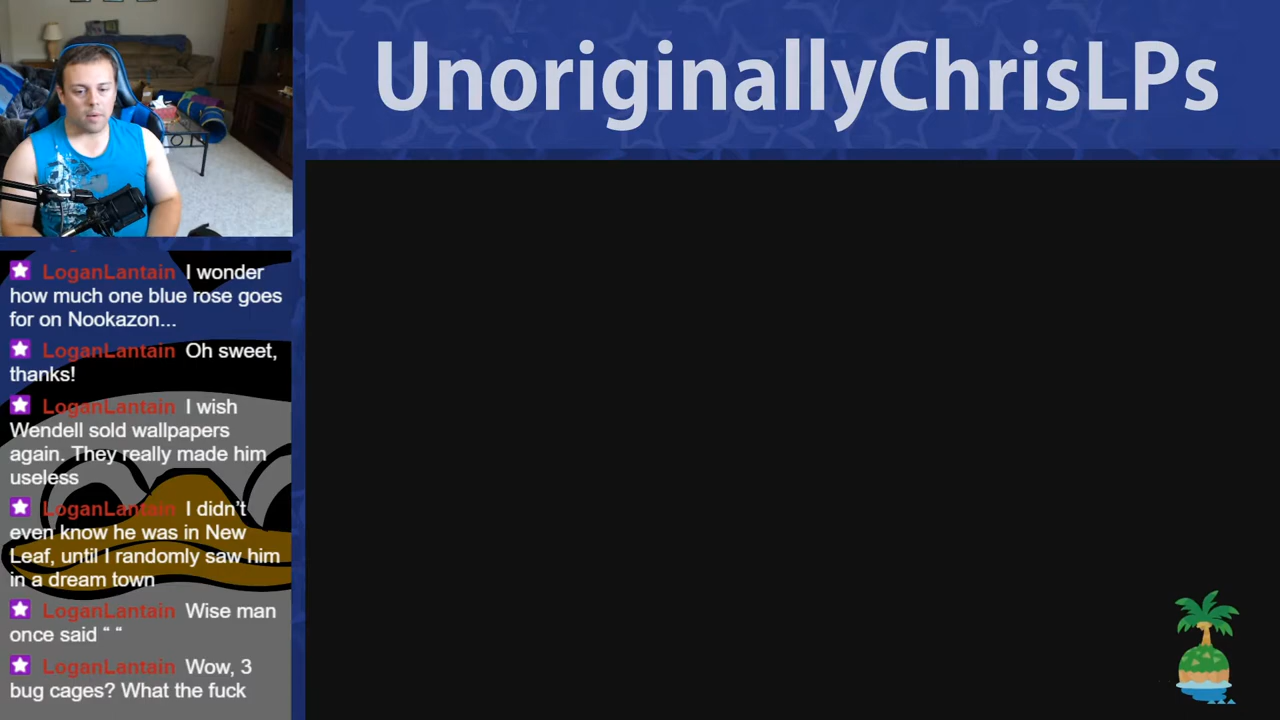 UnoriginallyChrisLPs
LoganLantain I wonder
how much one blue rose goes
for on Nookazon...
LoganLantain Oh sweet,
thanks!
LoganLantain I wish
Wendell sold wallpapers
again. They really made him
useless
LoganLantain I didn't
even know he was in New
Leaf, until I randomly saw him
in a dream town
LoganLantain Wise man
once said “ “
LoganLantain Wow, 3
bug cages? What the fuck